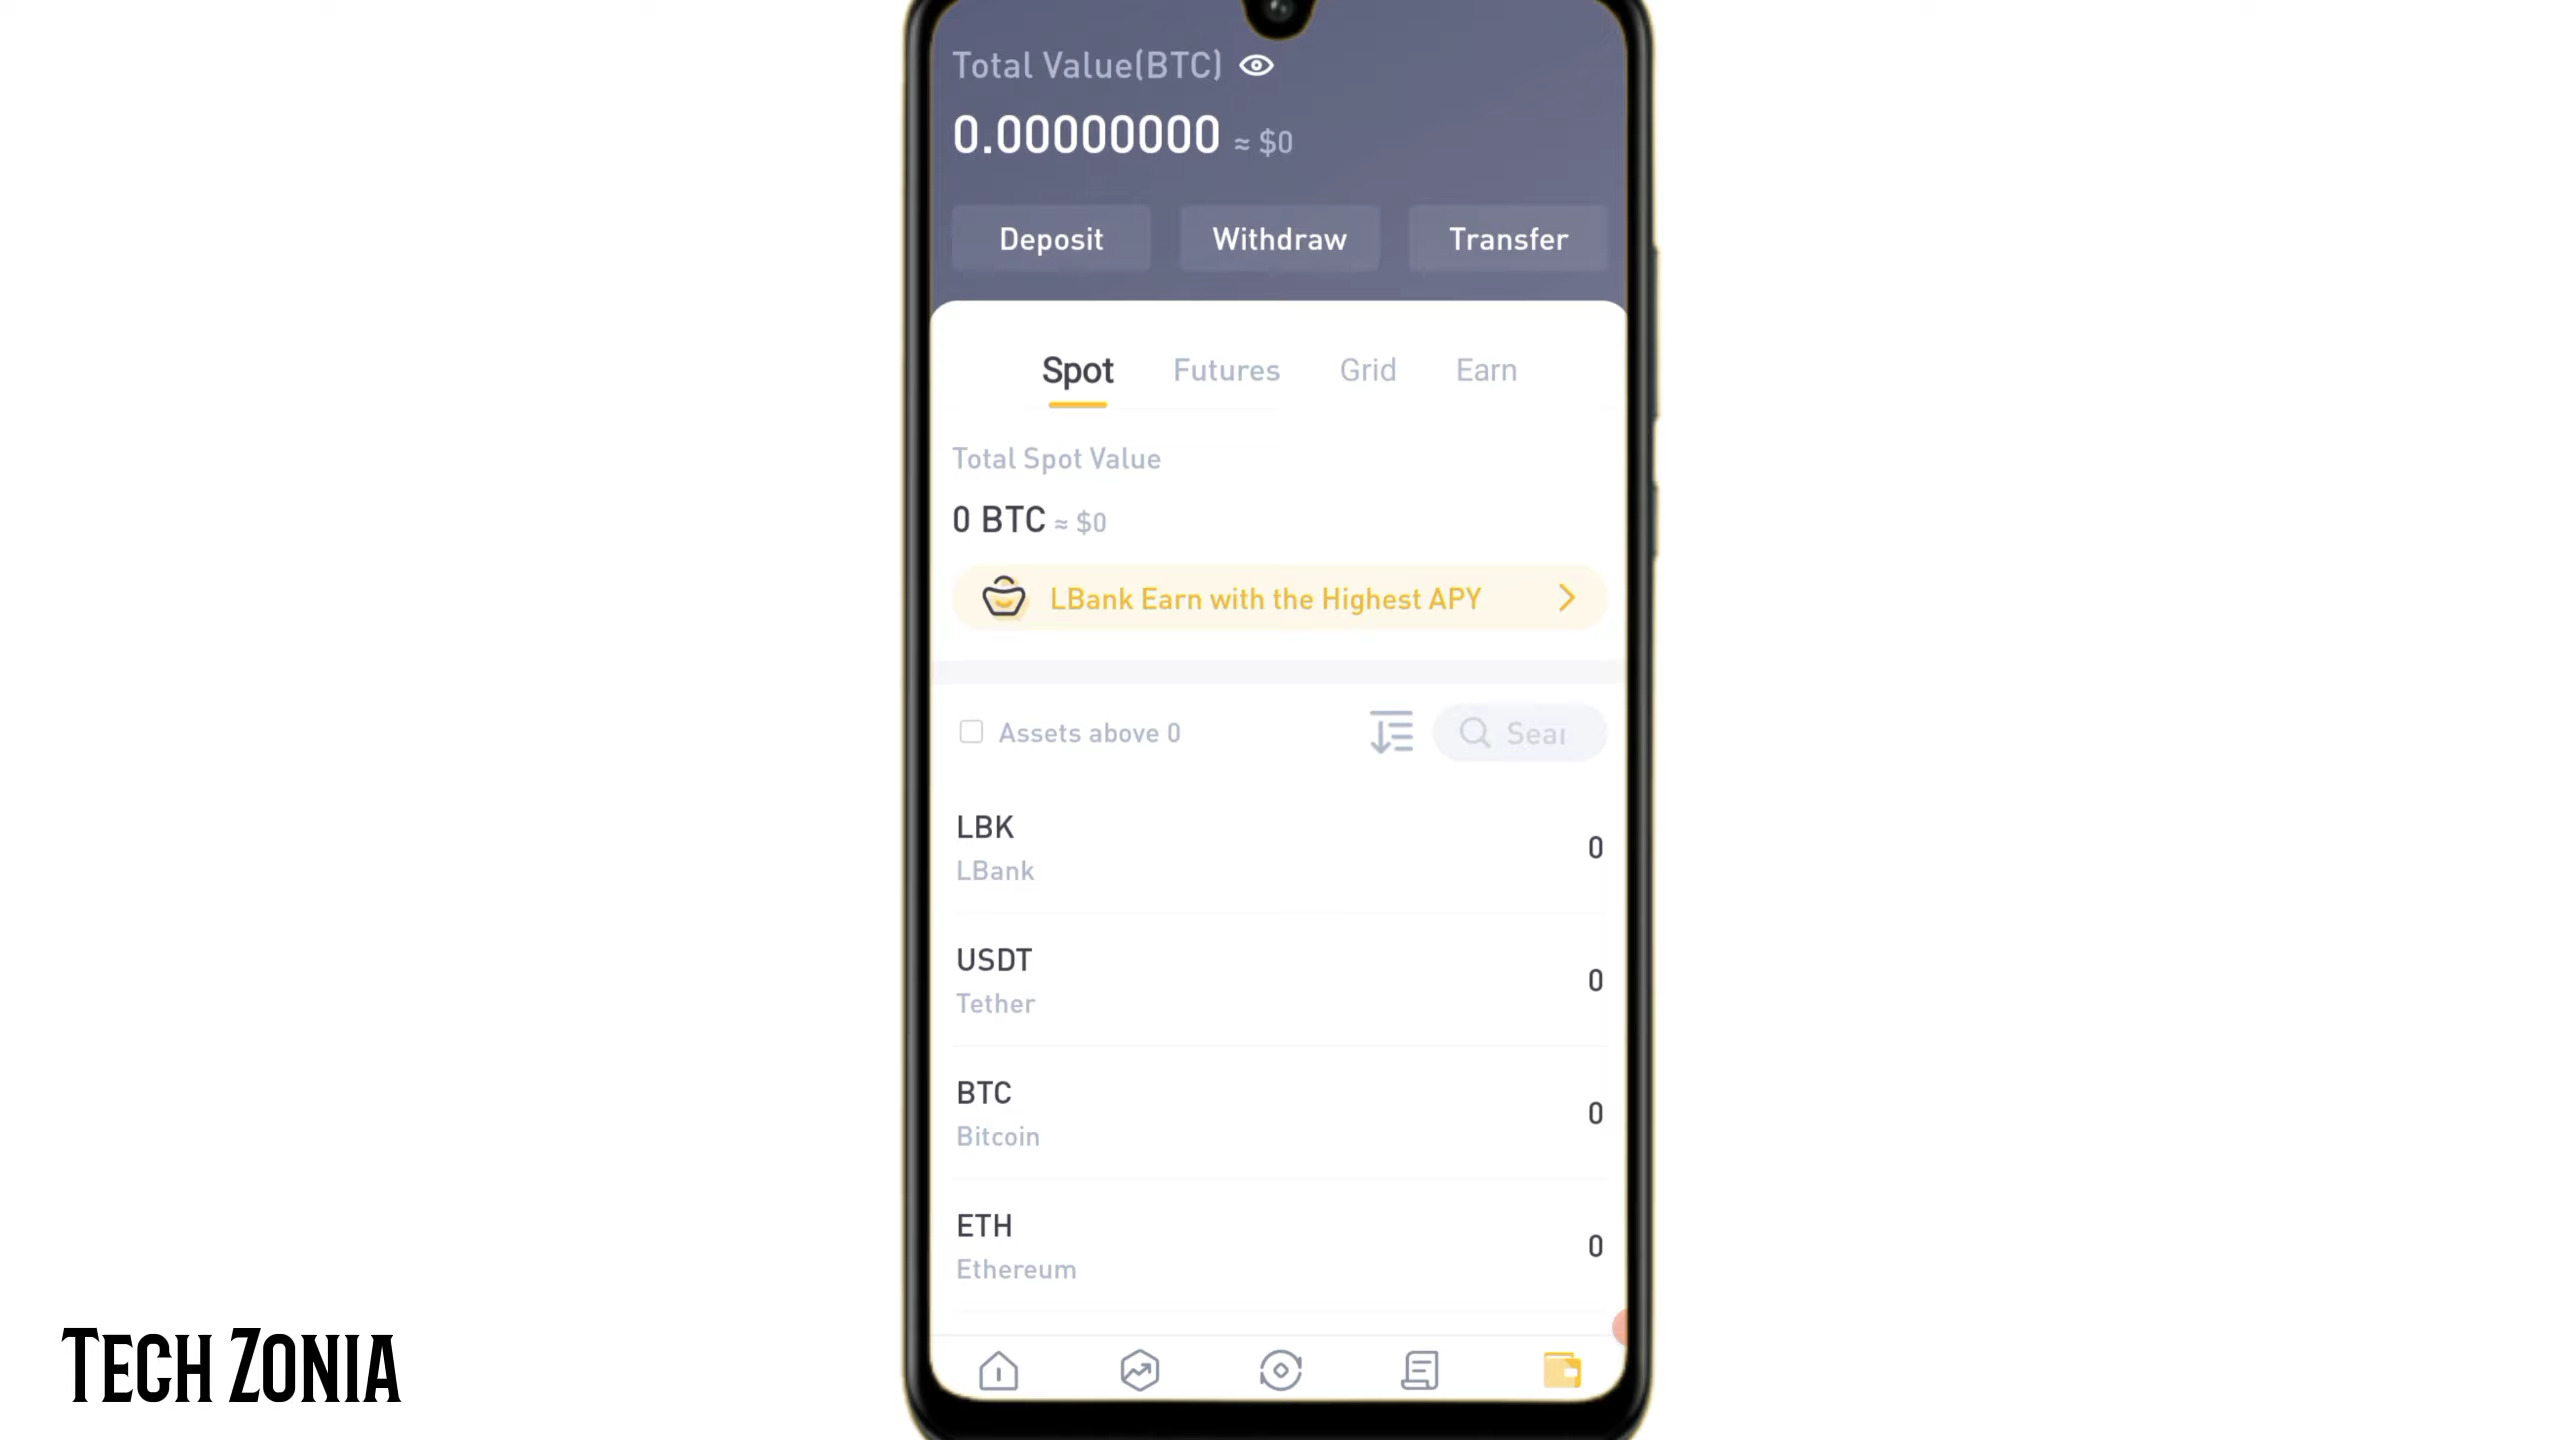 Total Value(BTC)
0.00000000 ≈ $0
Deposit Withdraw Transfer
Spot Futures Grid Earn
Total Spot Value
0 BTC ≈ $0
LBank Earn with the Highest APY
Assets above 0 Sear
LBK
LBank
0
USDT
Tether
0
BTC
Bitcoin
0
ETH
Ethereum
0
TECH ZONIA